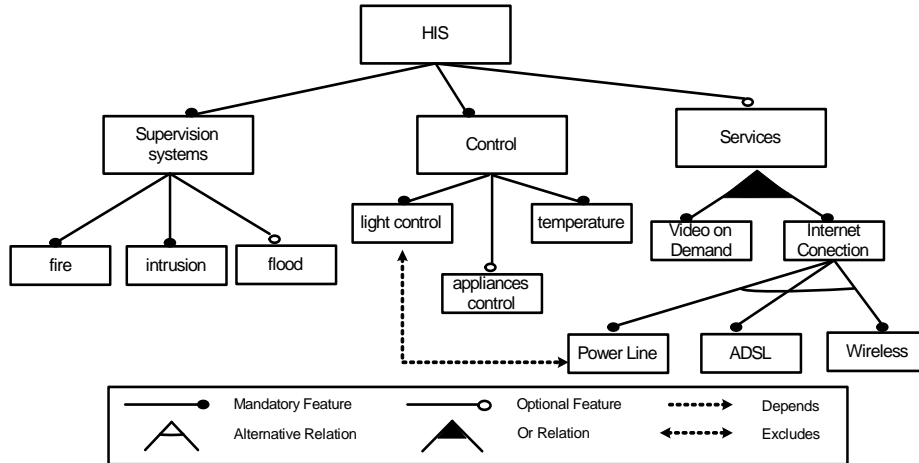 HIS
Supervision
systems
Control
Services
fire
intrusion
flood
light control
appliances
control
temperature
Video on
Demand
Internet
Conection
Power Line
ADSL
Wireless
Mandatory Feature
Optional Feature
Depends
Alternative Relation
Or Relation
Excludes